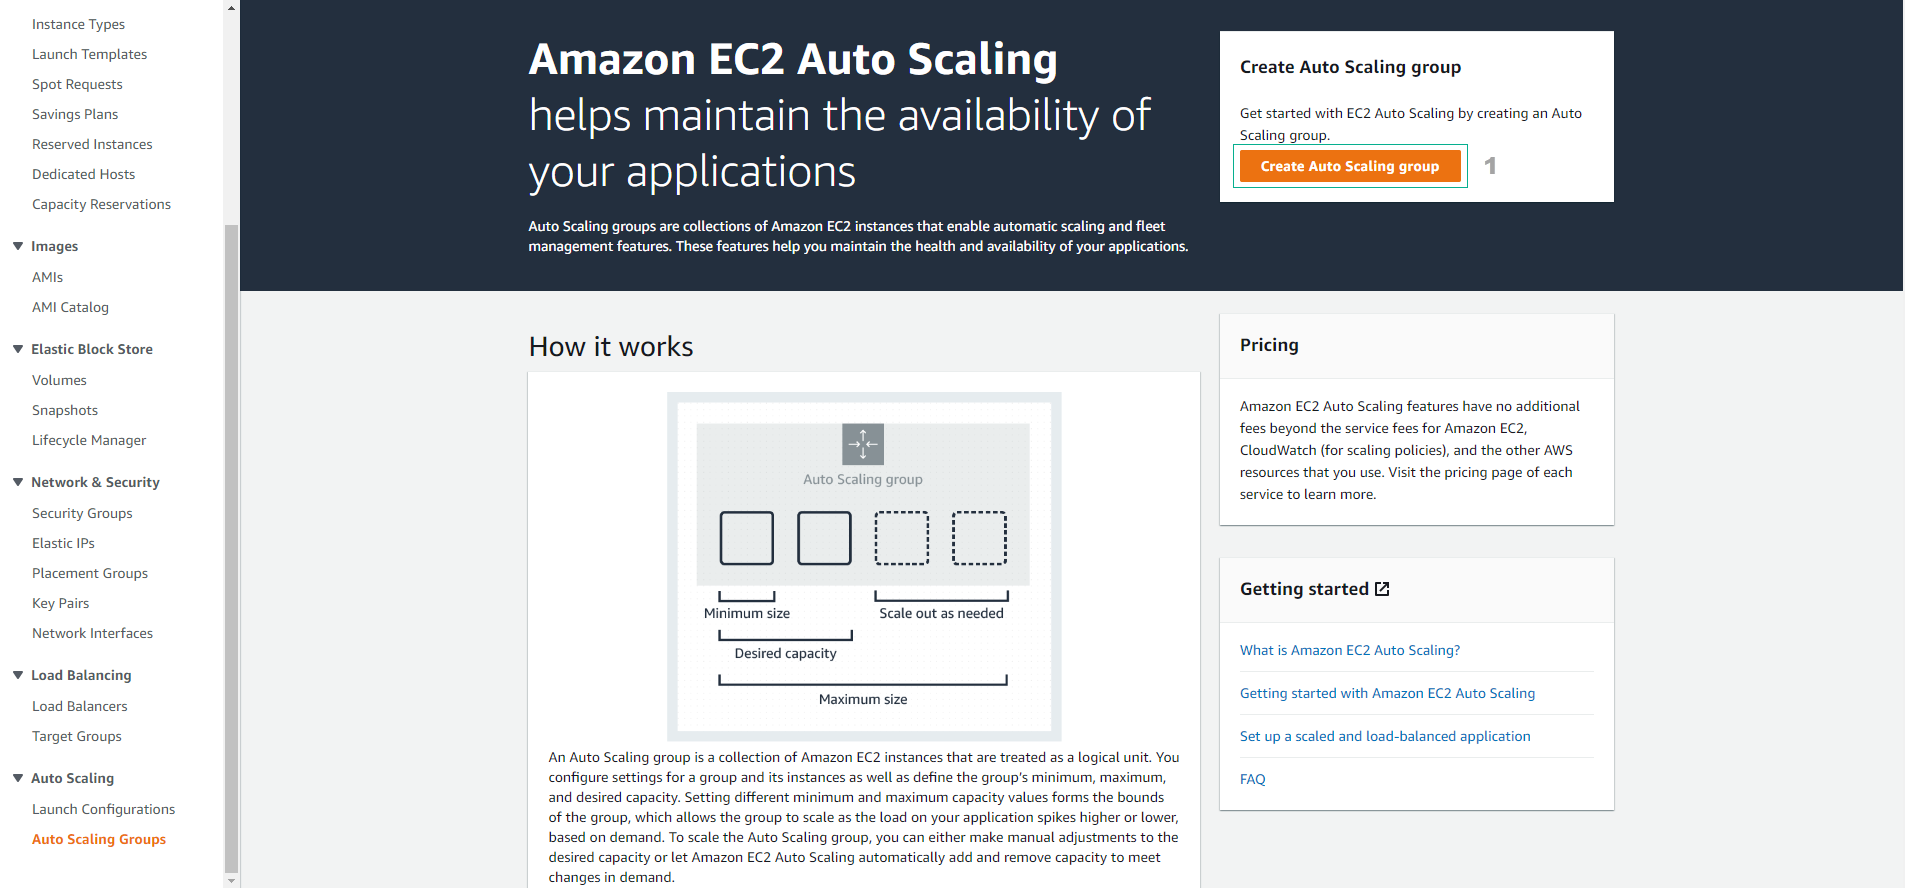 Instance Types
Launch Templates
Spot Requests
Savings Plans
Reserved Instances
Dedicated Hosts
Capacity Reservations
Images
AMIs
AMI Catalog
Elastic Block Store
Volumes
Snapshots
Lifecycle Manager
Network & Security
Security Groups
Elastic IPs
Placement Groups
Key Pairs
Network Interfaces
Load Balancing
Load Balancers
Target Groups
Auto Scaling
Launch Configurations
Auto Scaling Groups
Amazon EC2 Auto Scaling
helps maintain the availability of
your applications
Auto Scaling groups are collections of Amazon EC2 instances that enable automatic scaling and fleet
management features. These features help you maintain the health and availability of your applications.
Create Auto Scaling group
Get started with EC2 Auto Scaling by creating an Auto
Scaling group.
Create Auto Scaling group 1
How it works
Auto Scaling group
Minimum size
Scale out as needed
Desired capacity
Maximum size
An Auto Scaling group is a collection of Amazon EC2 instances that are treated as a logical unit. You
configure settings for a group and its instances as well as define the group's minimum, maximum,
and desired capacity. Setting different minimum and maximum capacity values forms the bounds
of the group, which allows the group to scale as the load on your application spikes higher or lower,
based on demand. To scale the Auto Scaling group, you can either make manual adjustments to the
desired capacity or let Amazon EC2 Auto Scaling automatically add and remove capacity to meet
changes in demand.
Pricing
Amazon EC2 Auto Scaling features have no additional
fees beyond the service fees for Amazon EC2,
CloudWatch (for scaling policies), and the other AWS
resources that you use. Visit the pricing page of each
service to learn more.
Getting started
What is Amazon EC2 Auto Scaling?
Getting started with Amazon EC2 Auto Scaling
Set up a scaled and load-balanced application
FAQ